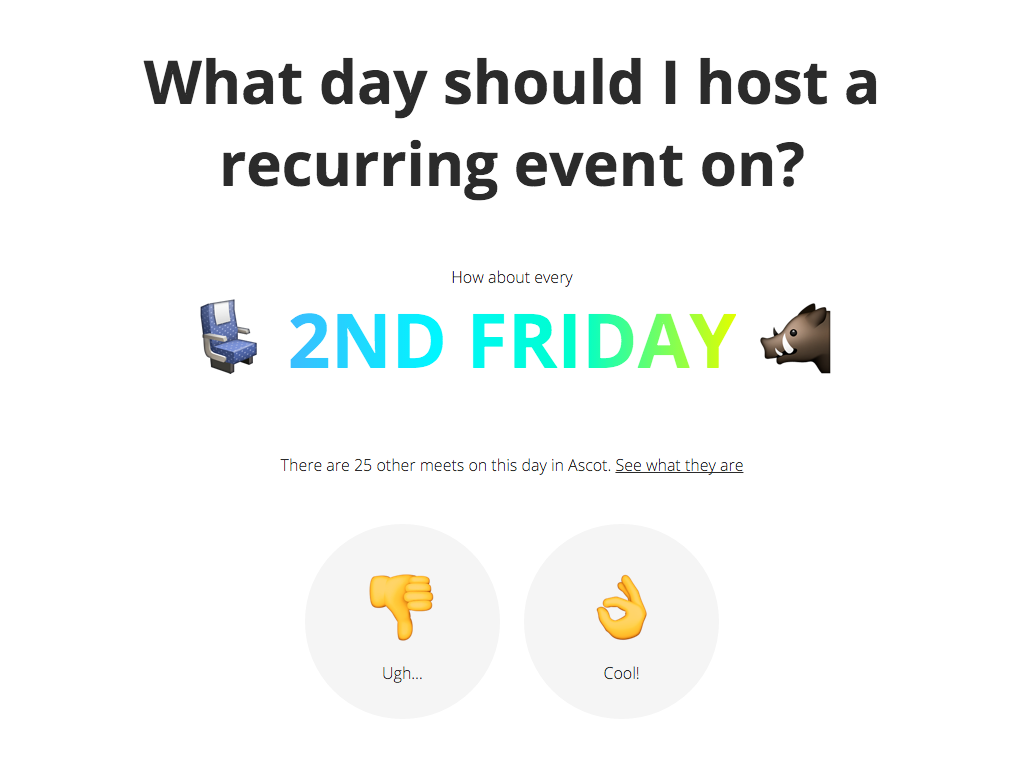 What day should I host a
recurring event on?
How about every
2ND FRIDAY
There are 25 other meets on this day in Ascot. See what they are
Ugh...
Cool!